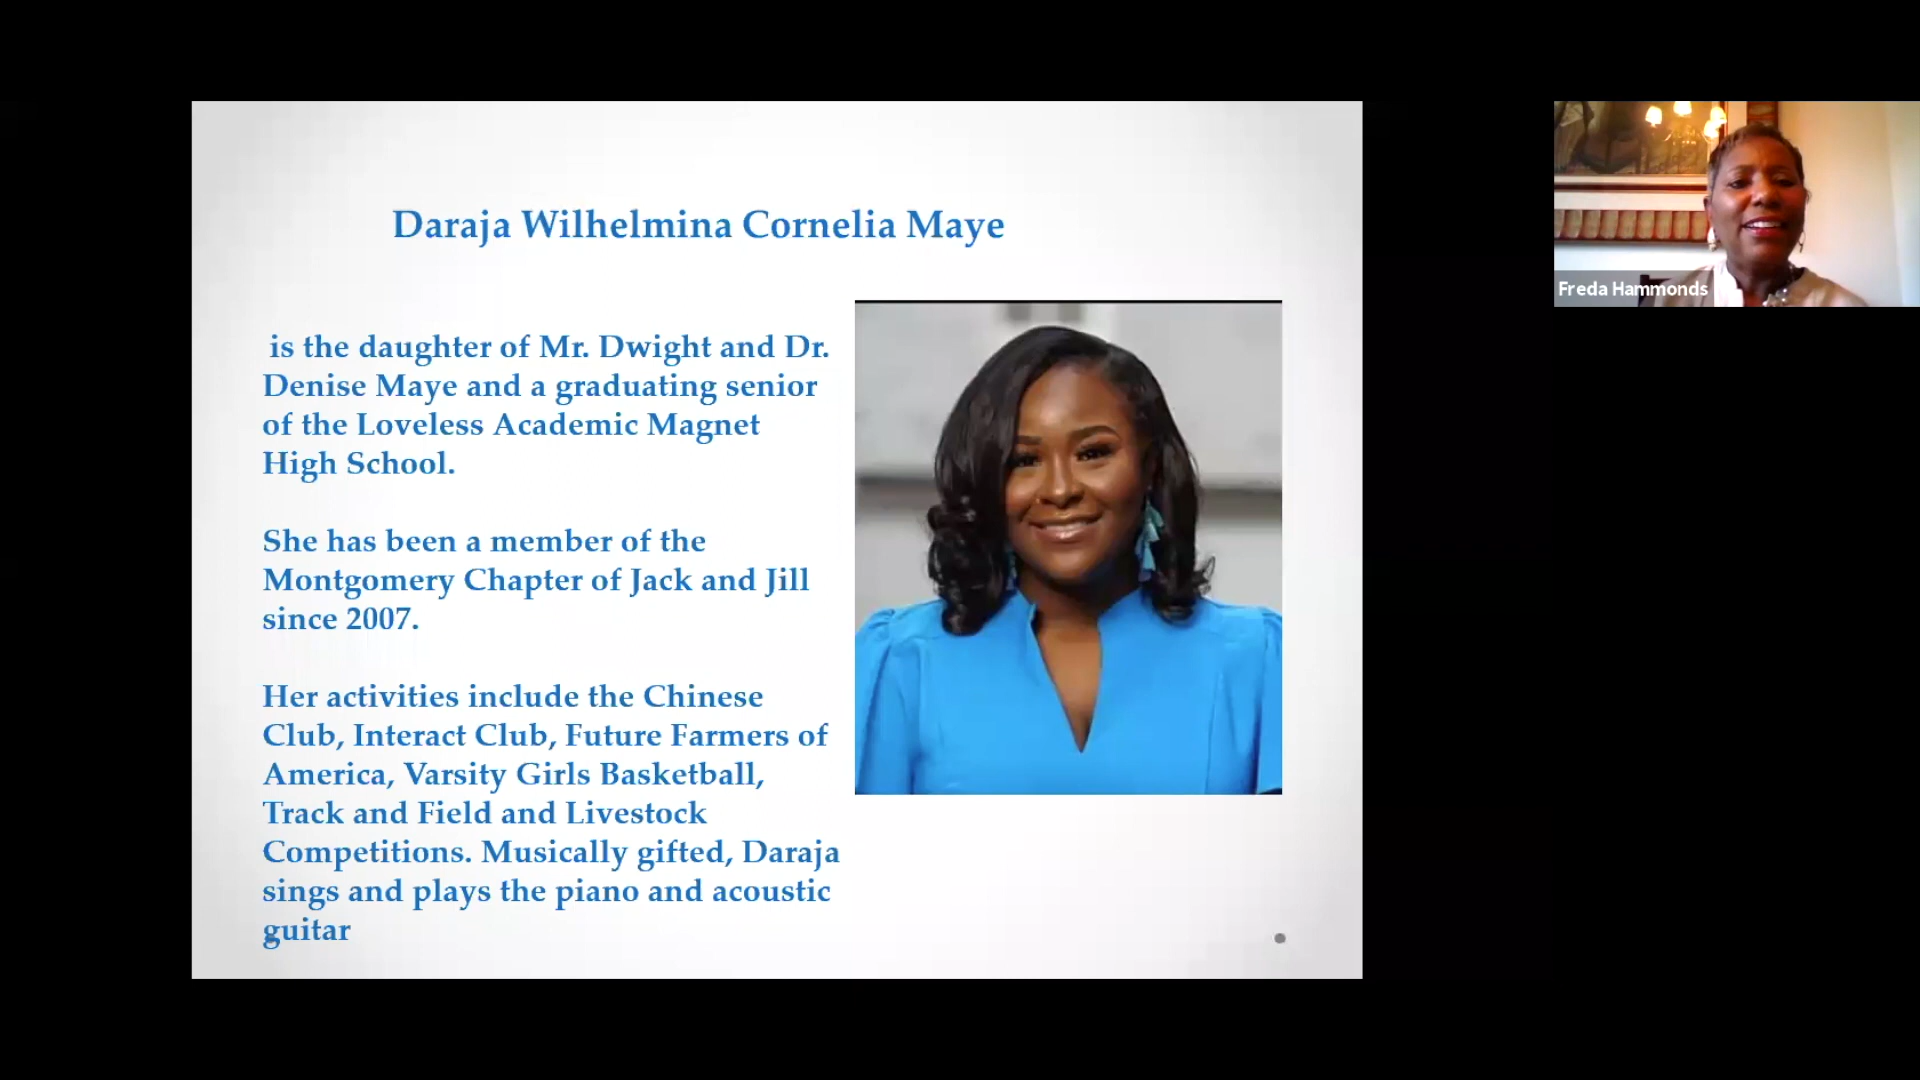 Daraja Wilhelmina Cornelia Maye
is the daughter of Mr. Dwight and Dr.
Denise Maye and a graduating senior
of the Loveless Academic Magnet
High School.
She has been a member of the
Montgomery Chapter of Jack and Jill
since 2007.
Her activities include the Chinese
Club, Interact Club, Future Farmers of
America, Varsity Girls Basketball,
Track and Field and Livestock
Competitions. Musically gifted, Daraja
sings and plays the piano and acoustic
guitar
Freda Hammonds